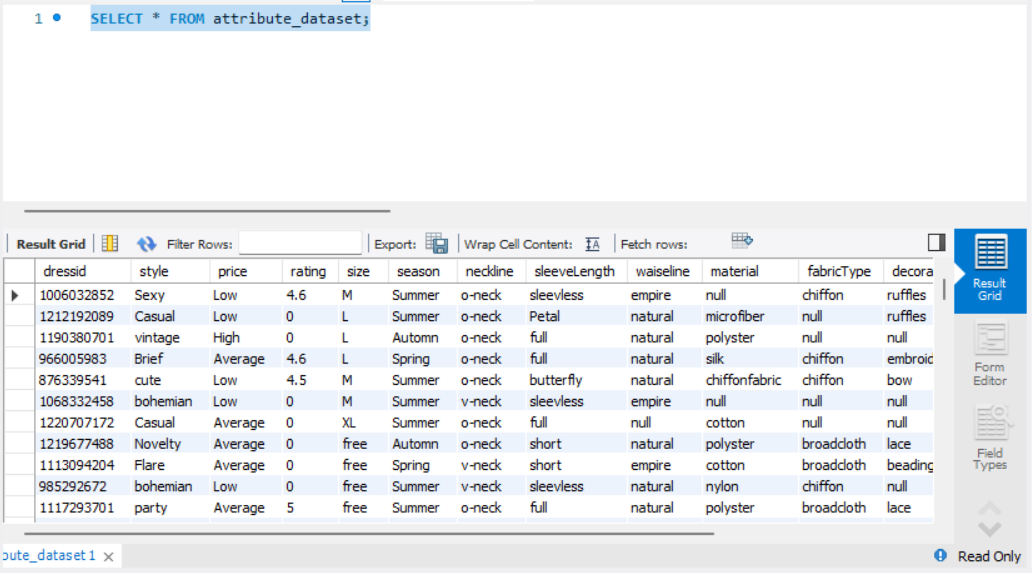 1 SELECT * FROM attribute_dataset;
Result Grid Filter Rows: Export: Wrap Cell Content: Fetch rows:
dressid style price rating size season neckline sleeveLength waiseline material fabricType decora
1006032852 Sexy Low 4.6 M Summer o-neck sleevless empire null chiffon ruffles
1212192089 Casual Low 0 L Summer o-neck Petal natural microfiber null ruffles
1190380701 vintage High 0 L Automn o-neck full natural polyster null null
966005983 Brief Average 4.6 L Spring o-neck full natural silk chiffon embroid
876339541 cute Low 4.5 M Summer o-neck butterfly natural chiffonfabric chiffon bow
1068332458 bohemian Low 0 M Summer v-neck sleevless empire null null null
1220707172 Casual Average 0 XL Summer o-neck full null cotton null null
1219677488 Novelty Average 0 free Automn o-neck short natural polyster broadcloth lace
1113094204 Flare Average 0 free Spring v-neck short empire cotton broadcloth beading
985292672 bohemian Low 0 free Summer v-neck sleevless natural nylon chiffon null
1117293701 party Average 5 free Summer o-neck full natural polyster broadcloth lace
Result
Grid
Form
Editor
Field
Types
bute_dataset 1
Read Only